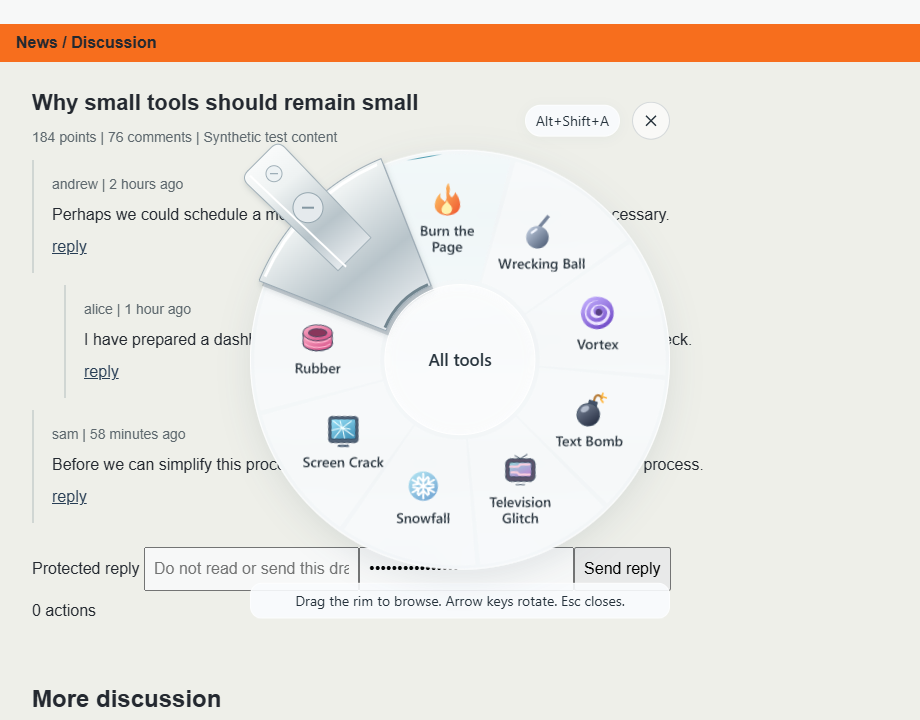 News / Discussion
Why small tools should remain small
184 points | 76 comments | Synthetic test content
Alt+Shift+A
andrew | 2 hours ago
Perhaps we could schedule a cessary.
reply
alice | 1 hour ago
I have prepared a
reply
sam | 58 minutes ago
Before we can simplify this process.
reply
Burn the
Page
Wrecking Ball
Vortex
Text Bomb
Television
Glitch
Snowfall
Screen Crack
Rubber
All tools
Protected reply
Do not read or send this dra
••••••••••••••
Send reply
Drag the rim to browse. Arrow keys rotate. Esc closes.
0 actions
More discussion